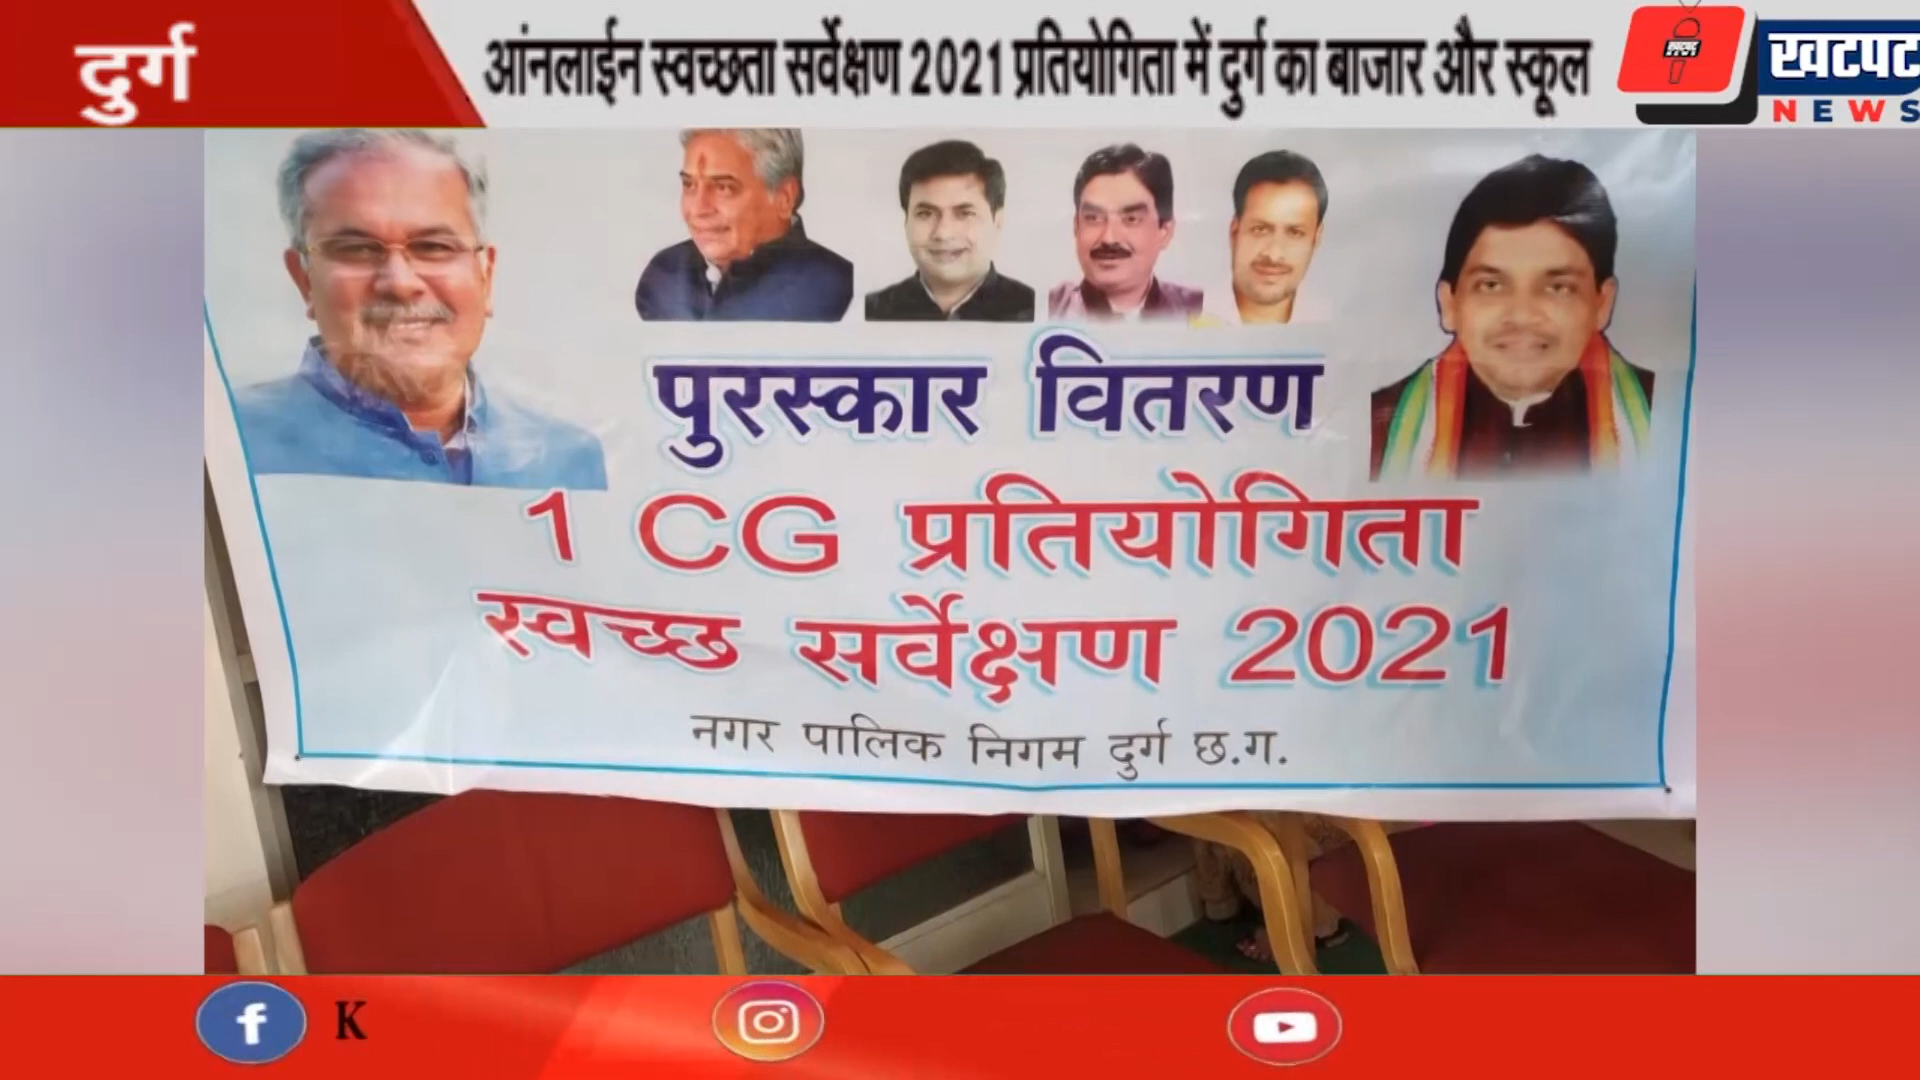 दुर्ग
आंनलाईन स्वच्छता सर्वेक्षण 2021 प्रतियोगिता में दुर्ग का बाजार और स्कूल
खटपट
NEWS
पुरस्कार वितरण
1 CG प्रतियोगिता
स्वच्छ सर्वेक्षण 2021
नगर पालिक निगम दुर्ग छ.ग.
K